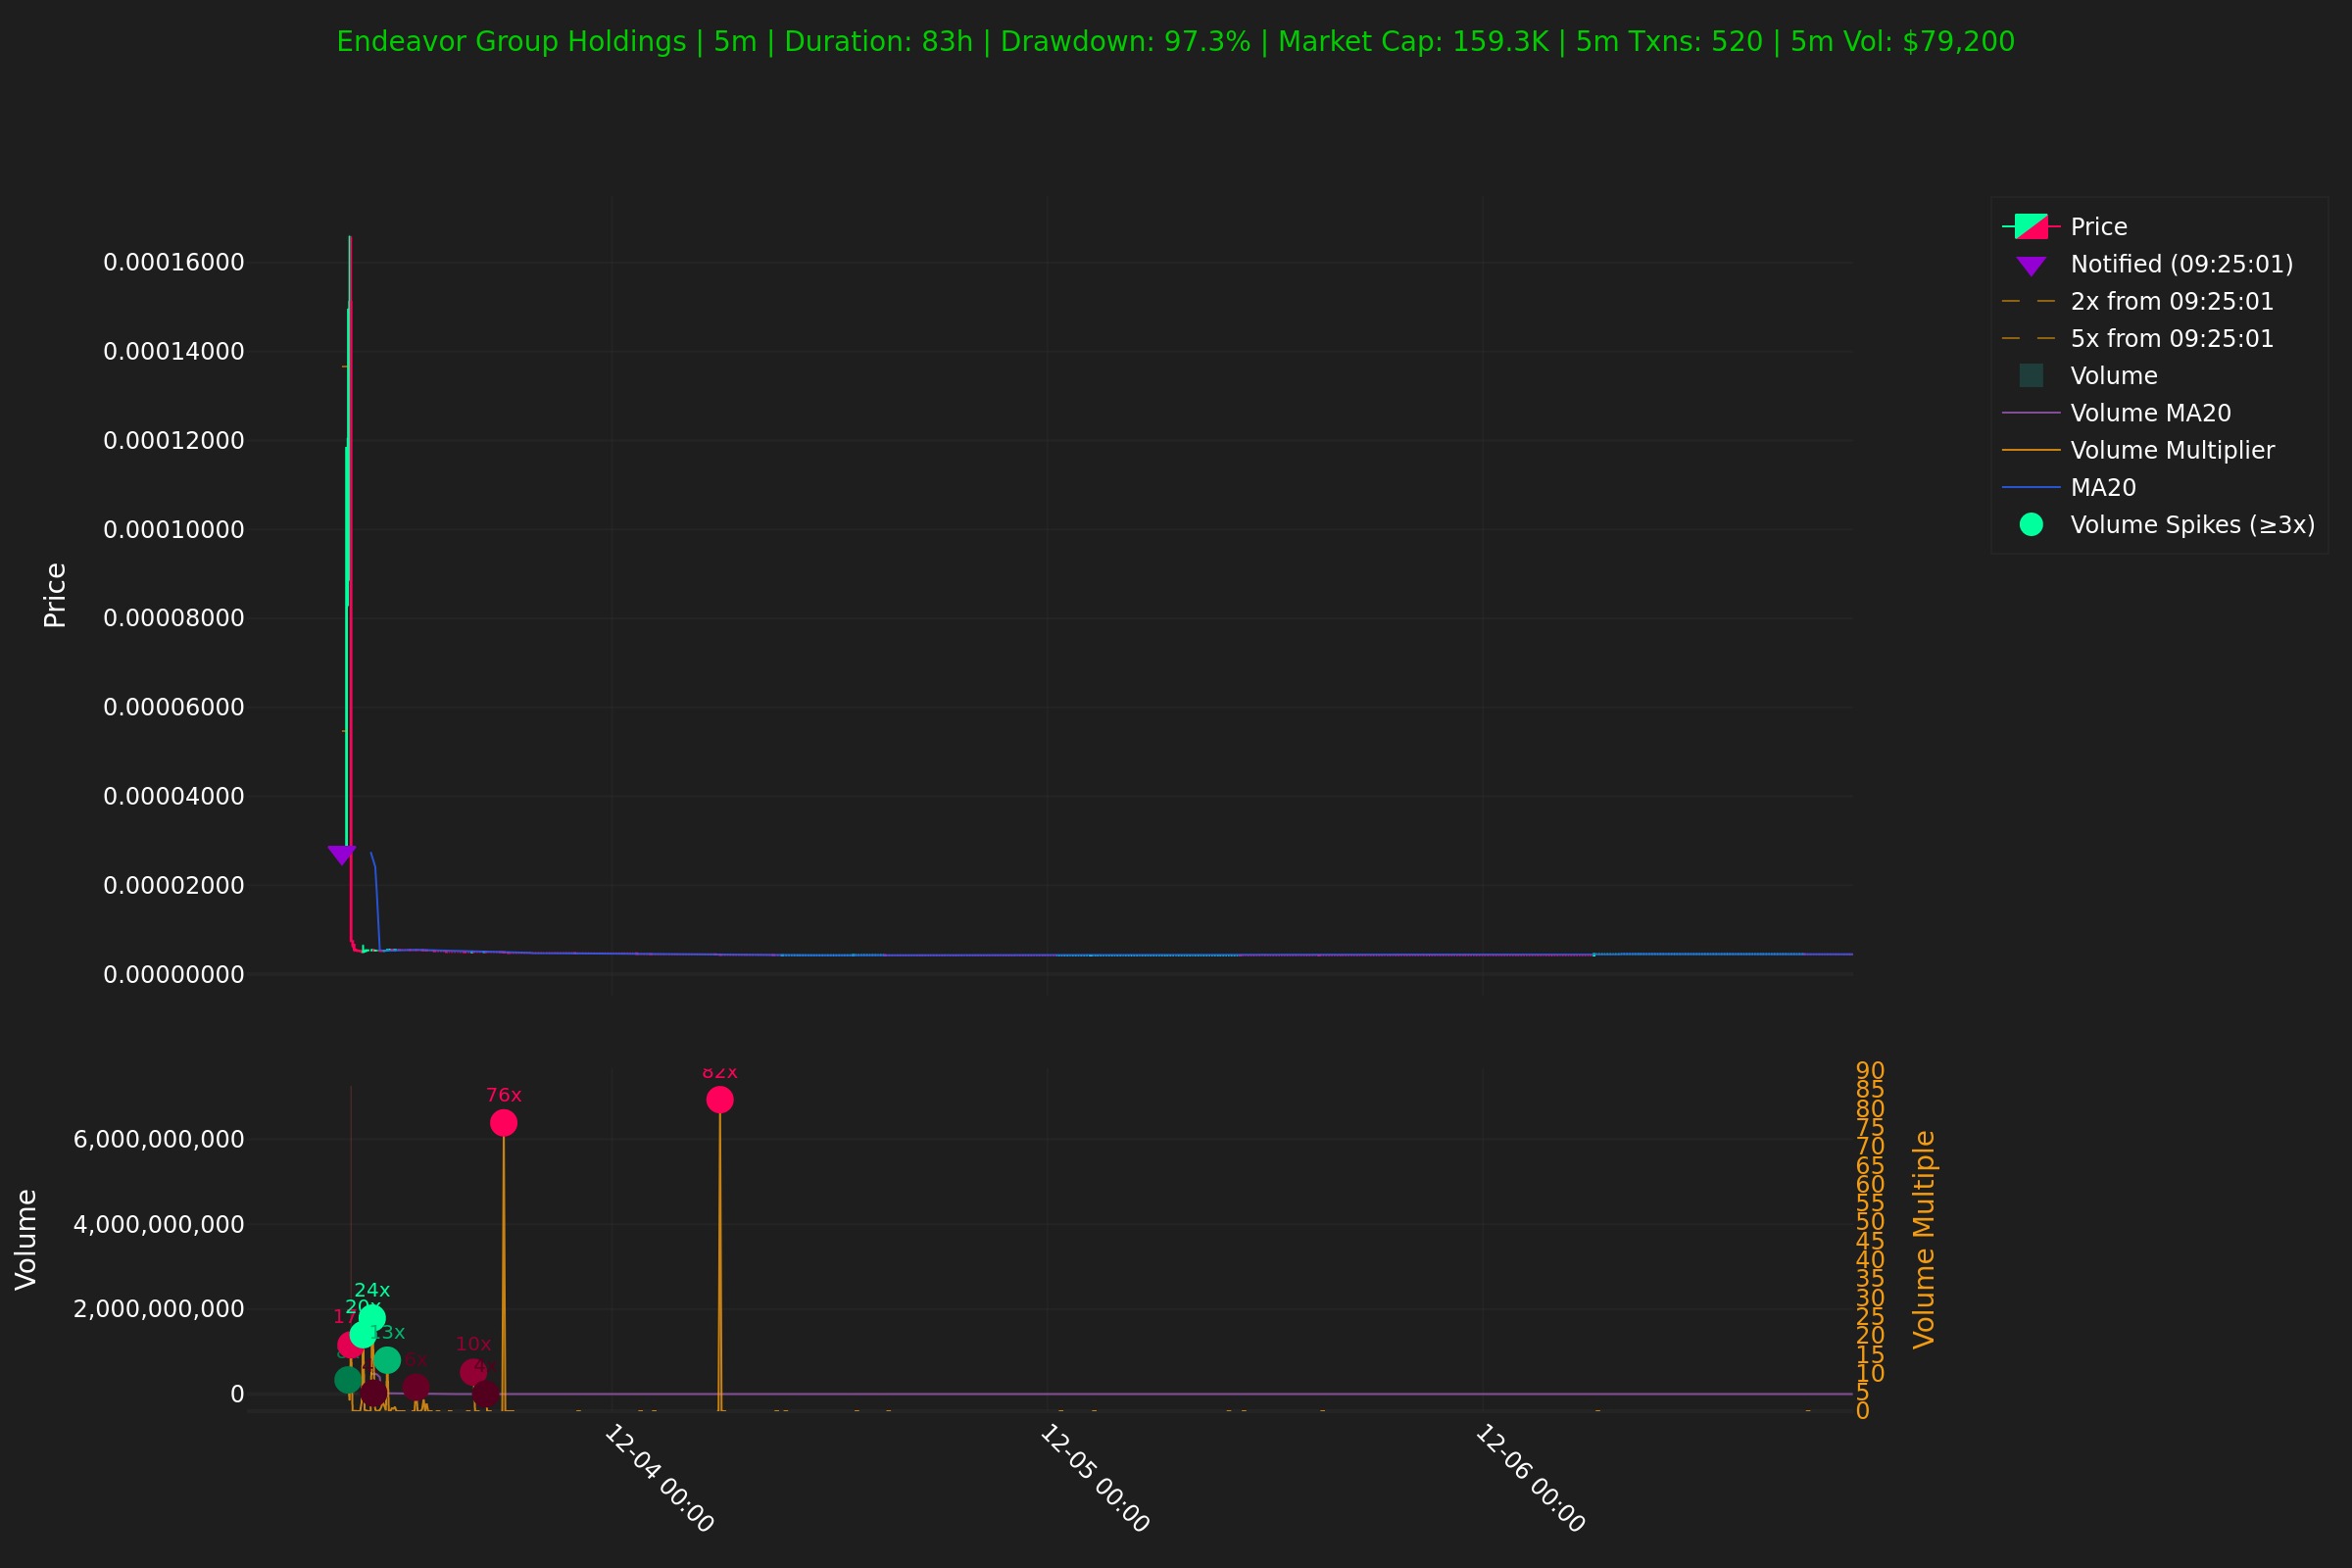 Endeavor Group Holdings | 5m | Duration: 83h | Drawdown: 97.3% | Market Cap: 159.3K | 5m Txns: 520 | 5m Vol: $79,200
Price
0.00016000
0.00014000
0.00012000
0.00010000
0.00008000
0.00006000
0.00004000
0.00002000
0.00000000
Price
Notified (09:25:01)
2x from 09:25:01
5x from 09:25:01
Volume
Volume MA20
Volume Multiplier
MA20
Volume Spikes (≥3x)
Volume
6,000,000,000
4,000,000,000
2,000,000,000
0
82x
76x
24x
20x
13x
10x
6x
90
85
80
75
70
65
60
55
50
45
40
35
30
25
20
15
10
5
0
Volume Multiple
12-04 00:00
12-05 00:00
12-06 00:00